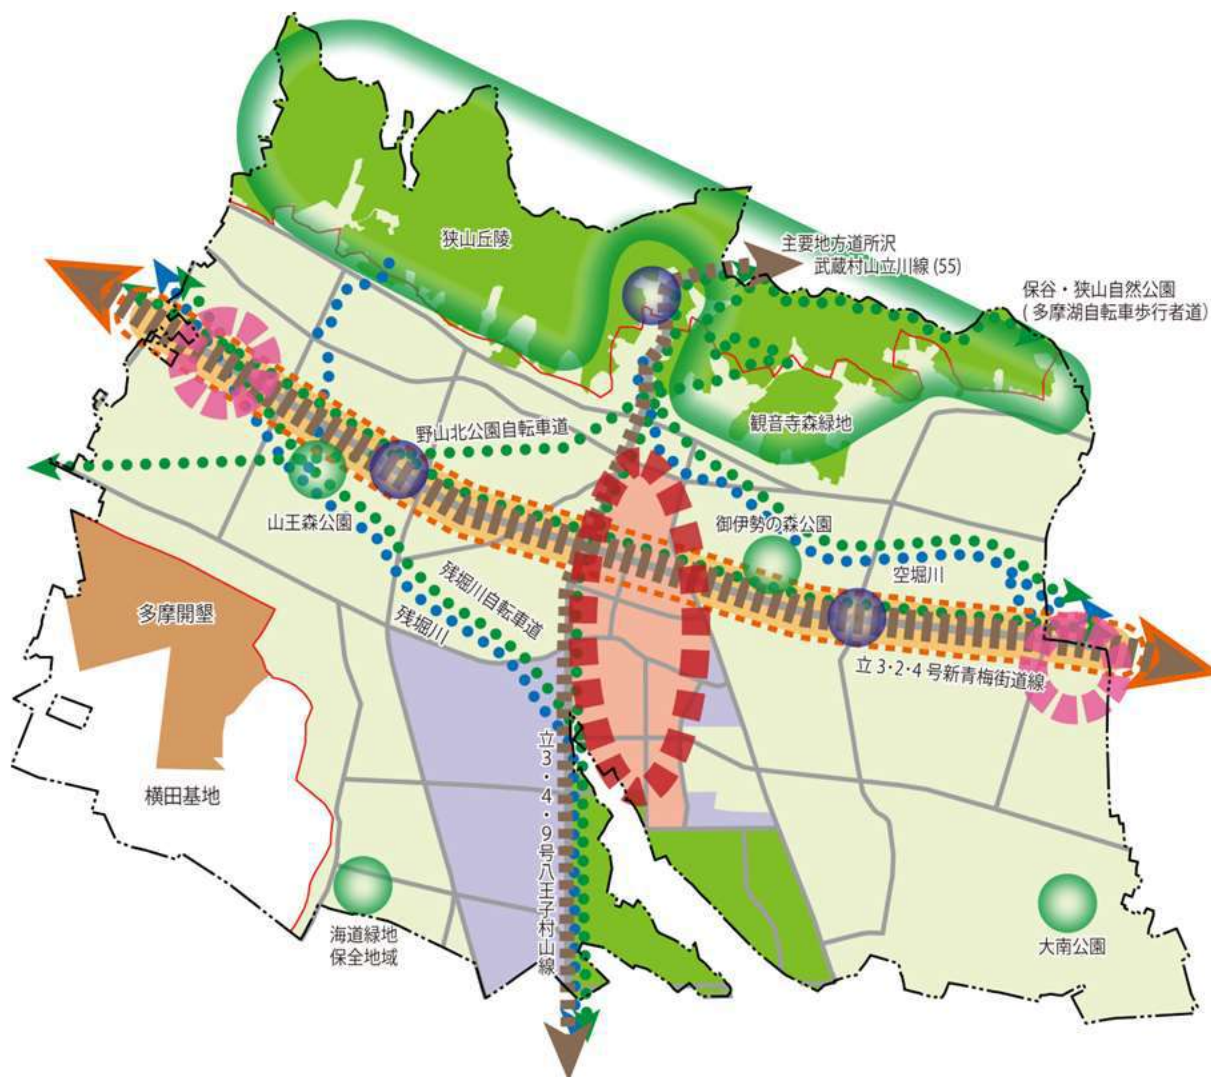 狭山丘陵
主要地方道所沢
武蔵村山立川線 (55)
保谷・狭山自然公園
( 多摩湖自転車歩行者道)
観音寺森緑地
野山北公園自転車道
山王森公園
御伊勢の森公園
空堀川
残堀川自転車道
残堀川
多摩開墾
立 3・2・4 号新青梅街道線
横田基地
立3・4・9号八王子村山線
海道緑地
保全地域
大南公園